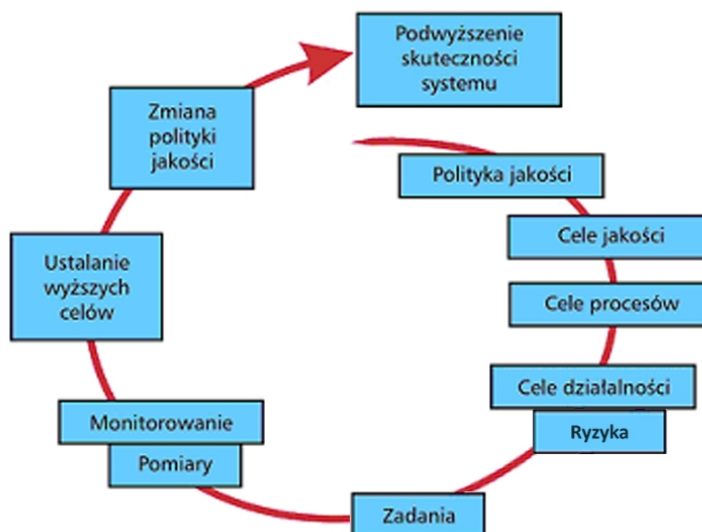 Podwyższenie
skuteczności
systemu
Polityka jakości
Cele jakości
Cele procesów
Cele działalności
Ryzyka
Zadania
Pomiary
Monitorowanie
Ustalanie
wyższych
celów
Zmiana
polityki
jakości